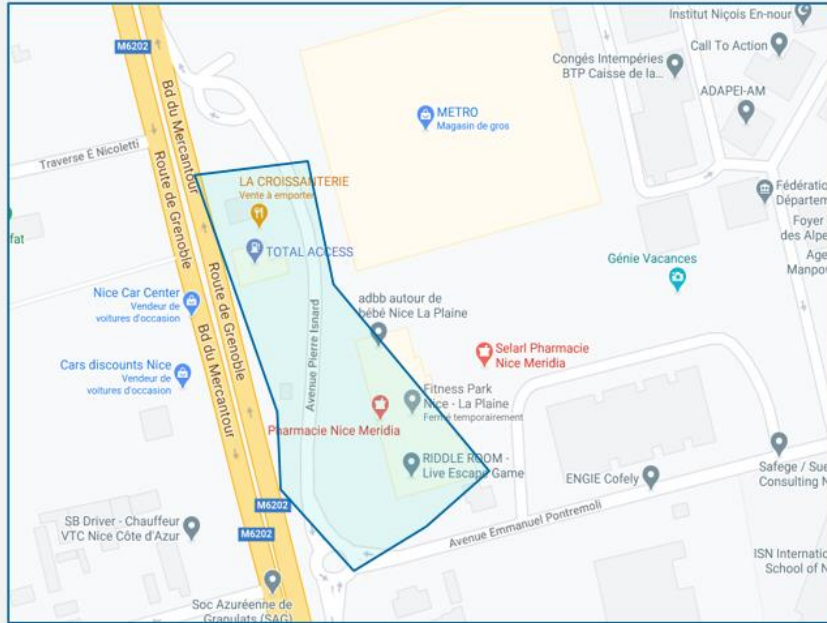 Institut Niçois En-nour
Call To Action
M6202
Congés Intempéries
BTP Caisse de la...
ADAPEI-AM
METRO
Magasin de gros
Bd du Mercantour
Route de Grenoble
Traverse E Nicoletti
LA CROISSANTERIE
Vente à emporter
Fédération
Départem
Foyer
des Alpe
Age
Manpou
fat
TOTAL ACCESS
Génie Vacances
Route de Grenoble
Bd du Mercantour
Nice Car Center
Vendeur de
voitures d'occasion
adbb autour de
bébé Nice La Plaine
Avenue Pierre Isnard
Selarl Pharmacie
Nice Meridia
Cars discounts Nice
Vendeur de
voitures d'occasion
Fitness Park
Nice - La Plaine
Fermé temporairement
Pharmacie Nice Meridia
RIDDLE ROOM -
Live Escape Game
ENGIE Cofely
Safege / Sue
Consulting N
M6202
M6202
SB Driver - Chauffeur
VTC Nice Côte d'Azur
Avenue Emmanuel Pontremoli
ISN Internatio
School of N
Soc Azuréenne de
Granulats (SAG)